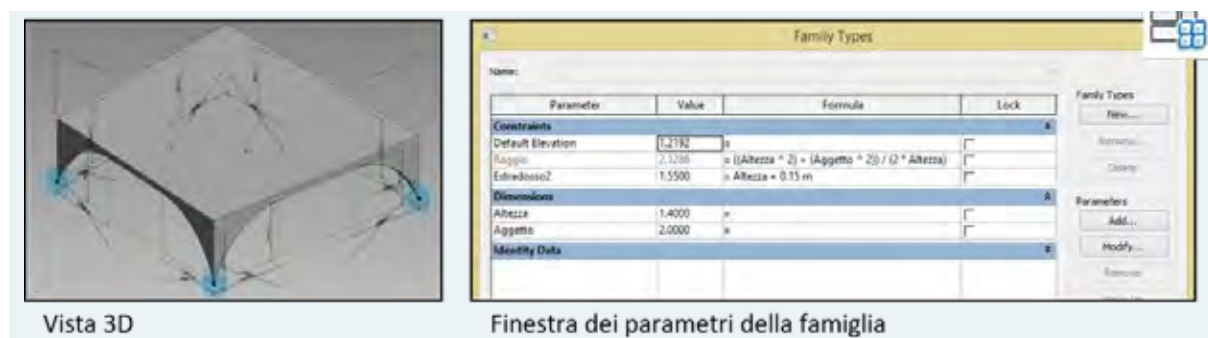 Family Types
Name:
Parameter Value Formula Lock
Constraints
Default Elevation 1.2192 =
Raggio 2.1286 = ((Altezza ^ 2) + (Aggetto ^ 2)) / (2 * Altezza)
Estradosso2 1.5500 = Altezza + 0.15 m
Dimensions
Altezza 1.4000 =
Aggetto 2.0000 =
Identity Data
Family Types
New...
Rename...
Delete
Parameters
Add...
Modify...
Remove
Vista 3D
Finestra dei parametri della famiglia